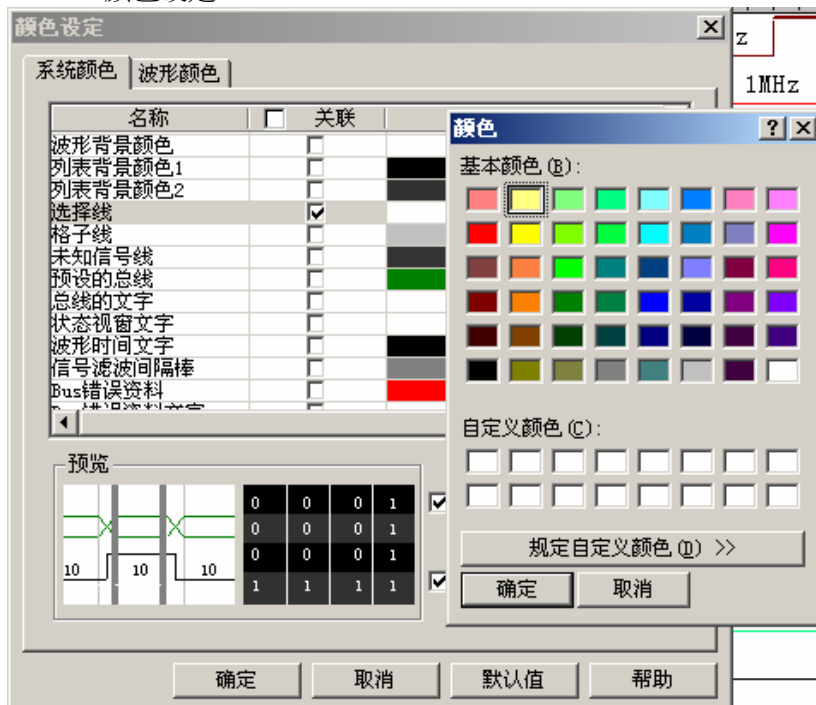 颜色设定
系统颜色 波形颜色
名称 关联
波形背景颜色
列表背景颜色1
列表背景颜色2
选择线
格子线
未知信号线
预设的总线
总线的文字
状态视窗文字
波形时间文字
信号滤波间隔棒
Bus错误资料
预览
10 10 10
0 0 0 1
0 0 0 1
0 0 0 1
1 1 1 1
确定 取消 默认值 帮助
颜色
基本颜色(B):
自定义颜色(C):
规定自定义颜色(D) >>
确定 取消
z
1MHz